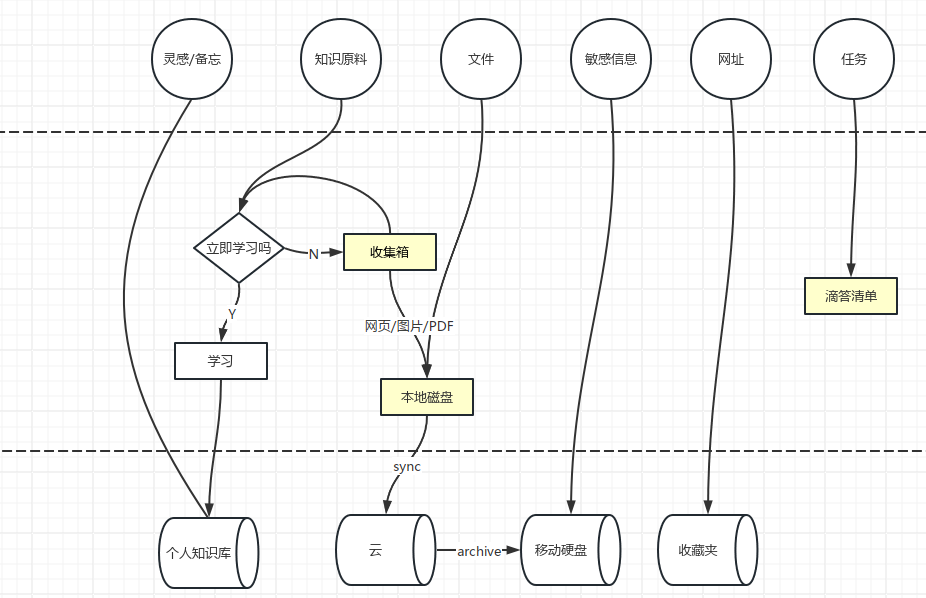 灵感/备忘
知识原料
文件
敏感信息
网址
任务
立即学习吗
N
收集箱
滴答清单
Y
网页/图片/PDF
学习
本地磁盘
sync
个人知识库
云
archive
移动硬盘
收藏夹